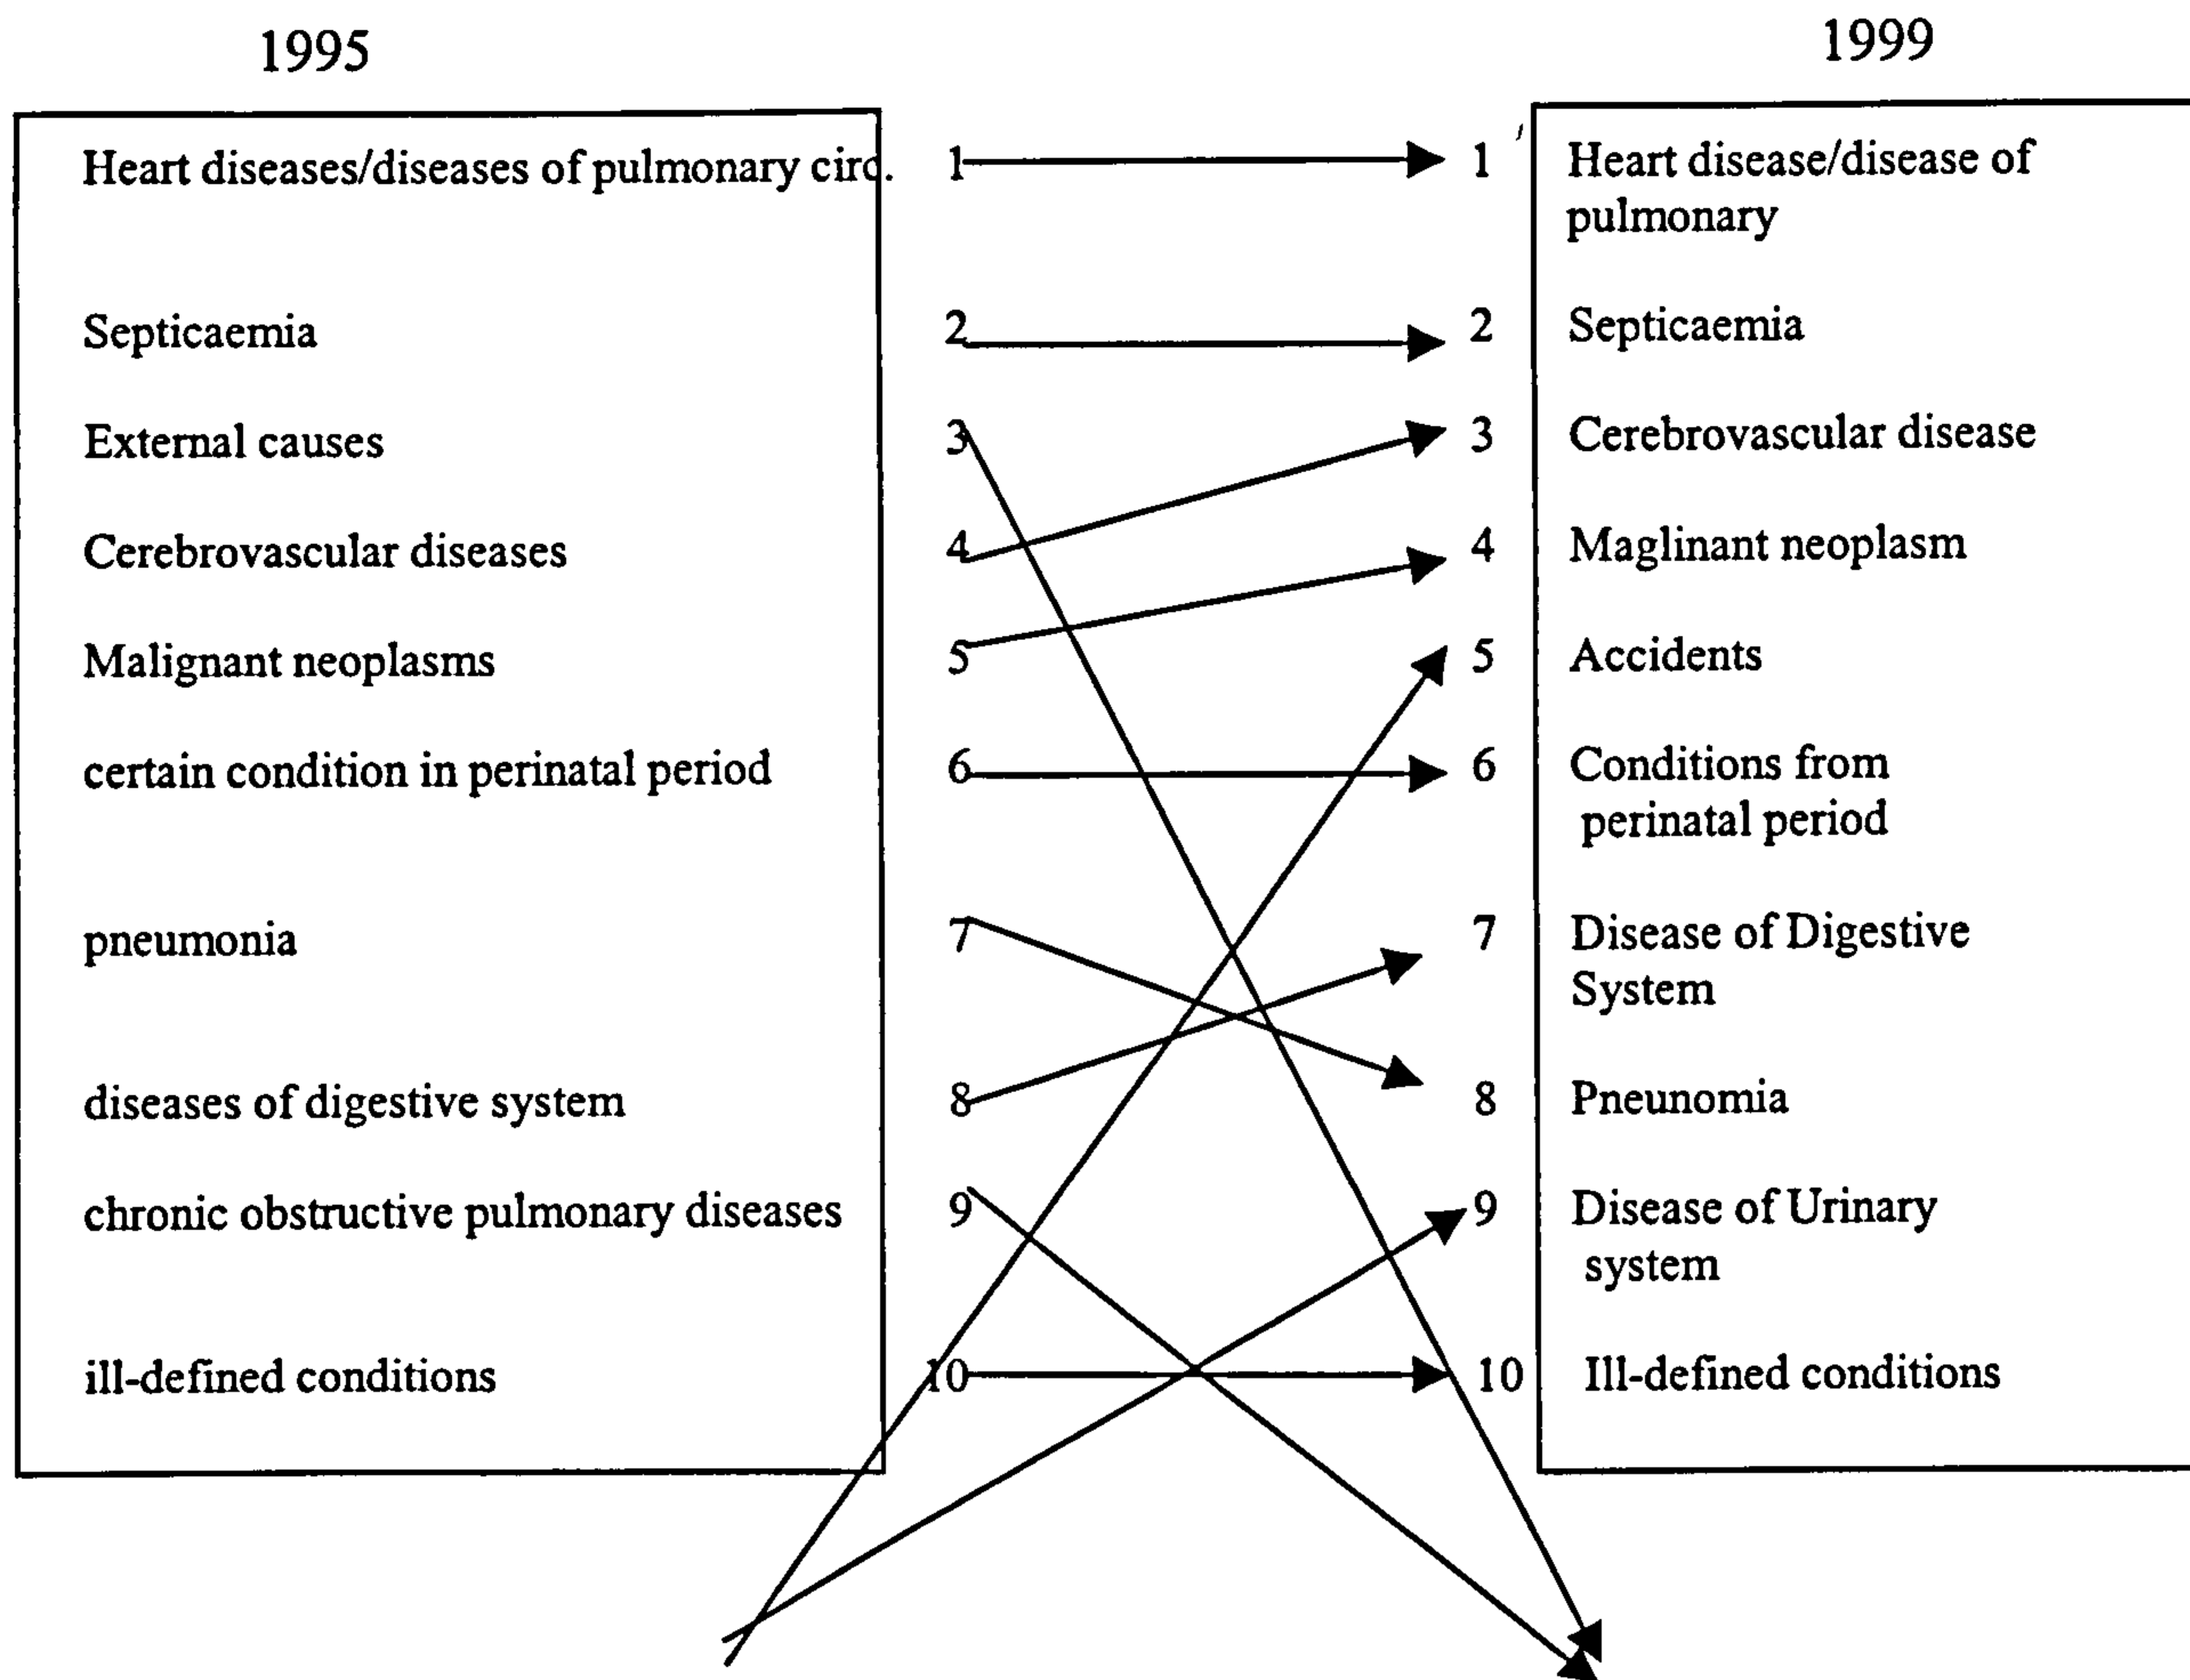 1995 1999
Heart diseases/diseases of pulmonary circ. 1 1 Heart disease/disease of
pulmonary
Septicaemia 2 2 Septicaemia
External causes 3 3 Cerebrovascular disease
Cerebrovascular diseases 4 4 Maglinant neoplasm
Malignant neoplasms 5 5 Accidents
certain condition in perinatal period 6 6 Conditions from
perinatal period
pneumonia 7 7 Disease of Digestive
System
diseases of digestive system 8 8 Pneunomia
chronic obstructive pulmonary diseases 9 9 Disease of Urinary
system
ill-defined conditions 10 10 Ill-defined conditions